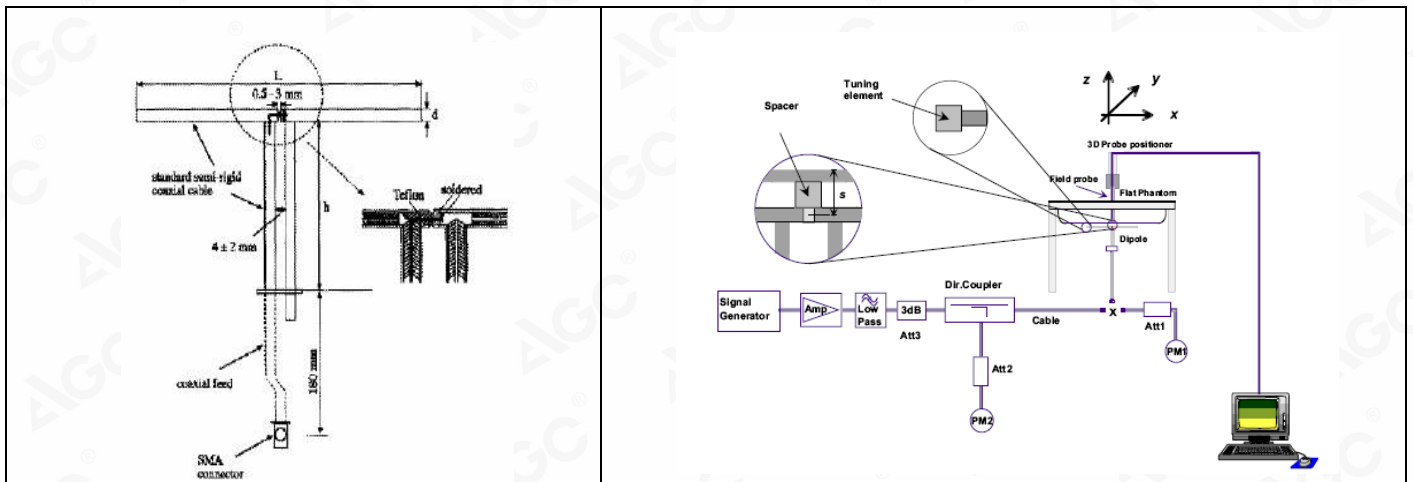 L
0.5 - 3 mm
d
standard semi-rigid
coaxial cable
h
Teflon
soldered
4 ± 2 mm
coaxial feed
180 mm
SMA
connector
Tuning
element
Spacer
s
z
y
x
3D Probe positioner
Field probe
Flat Phantom
Dipole
Signal
Generator
Amp
Low
Pass
3dB
Att3
Dir.Coupler
Cable
x
Att1
PM1
Att2
PM2
AGC